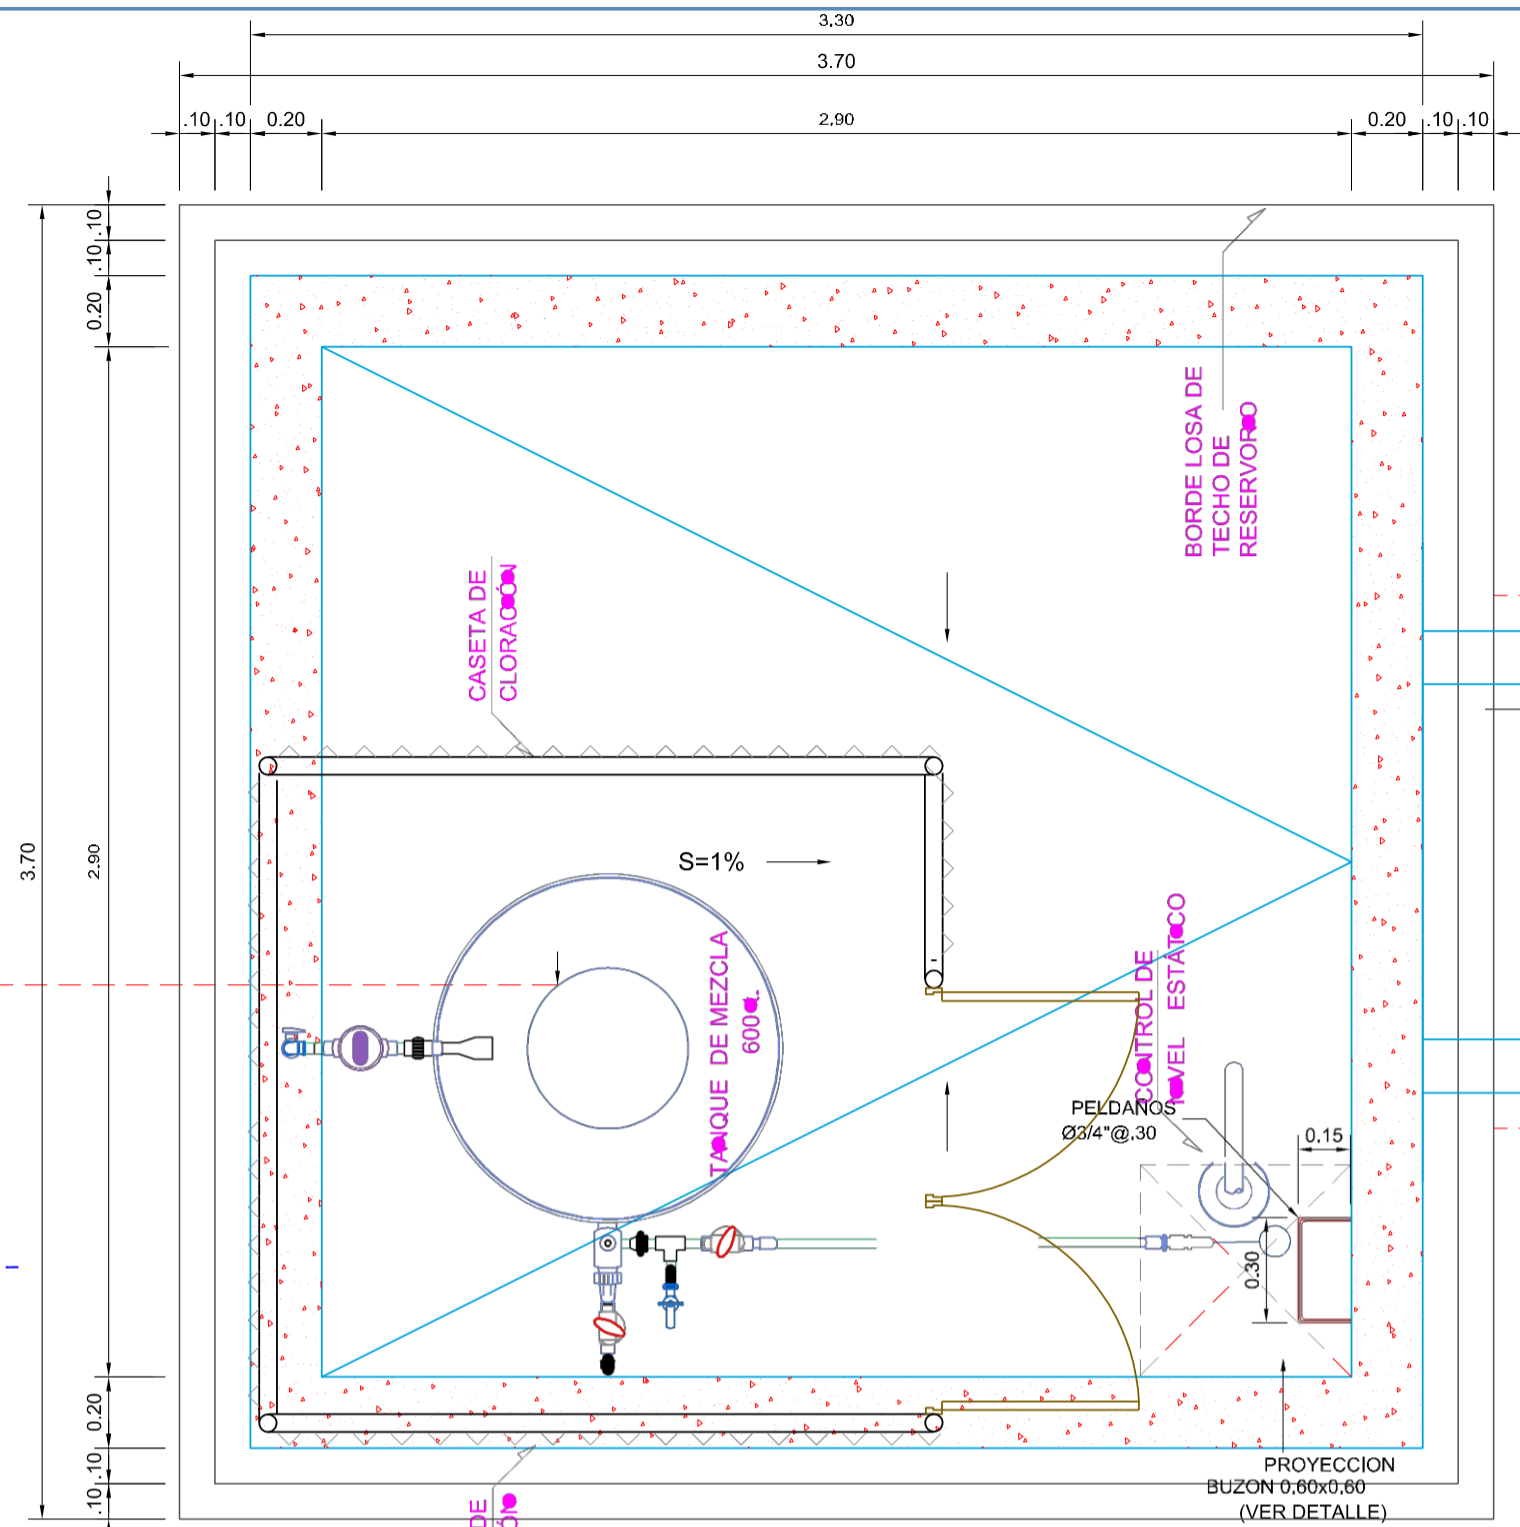 3.30
3.70
.10 .10 0.20 2.90 0.20 .10 .10
.10
.10
0.20
2.90
3.70
0.20
.10
.10
BORDE LOSA DE
TECHO DE
RESERVORIO
CASETA DE
CLORACIÓN
S=1%
TANQUE DE MEZCLA
600 L.
CONTROL DE
NIVEL ESTÁTICO
PELDAÑOS
Ø3/4"@.30
0.15
0.30
PROYECCION
BUZON 0.60x0.60
(VER DETALLE)
DE